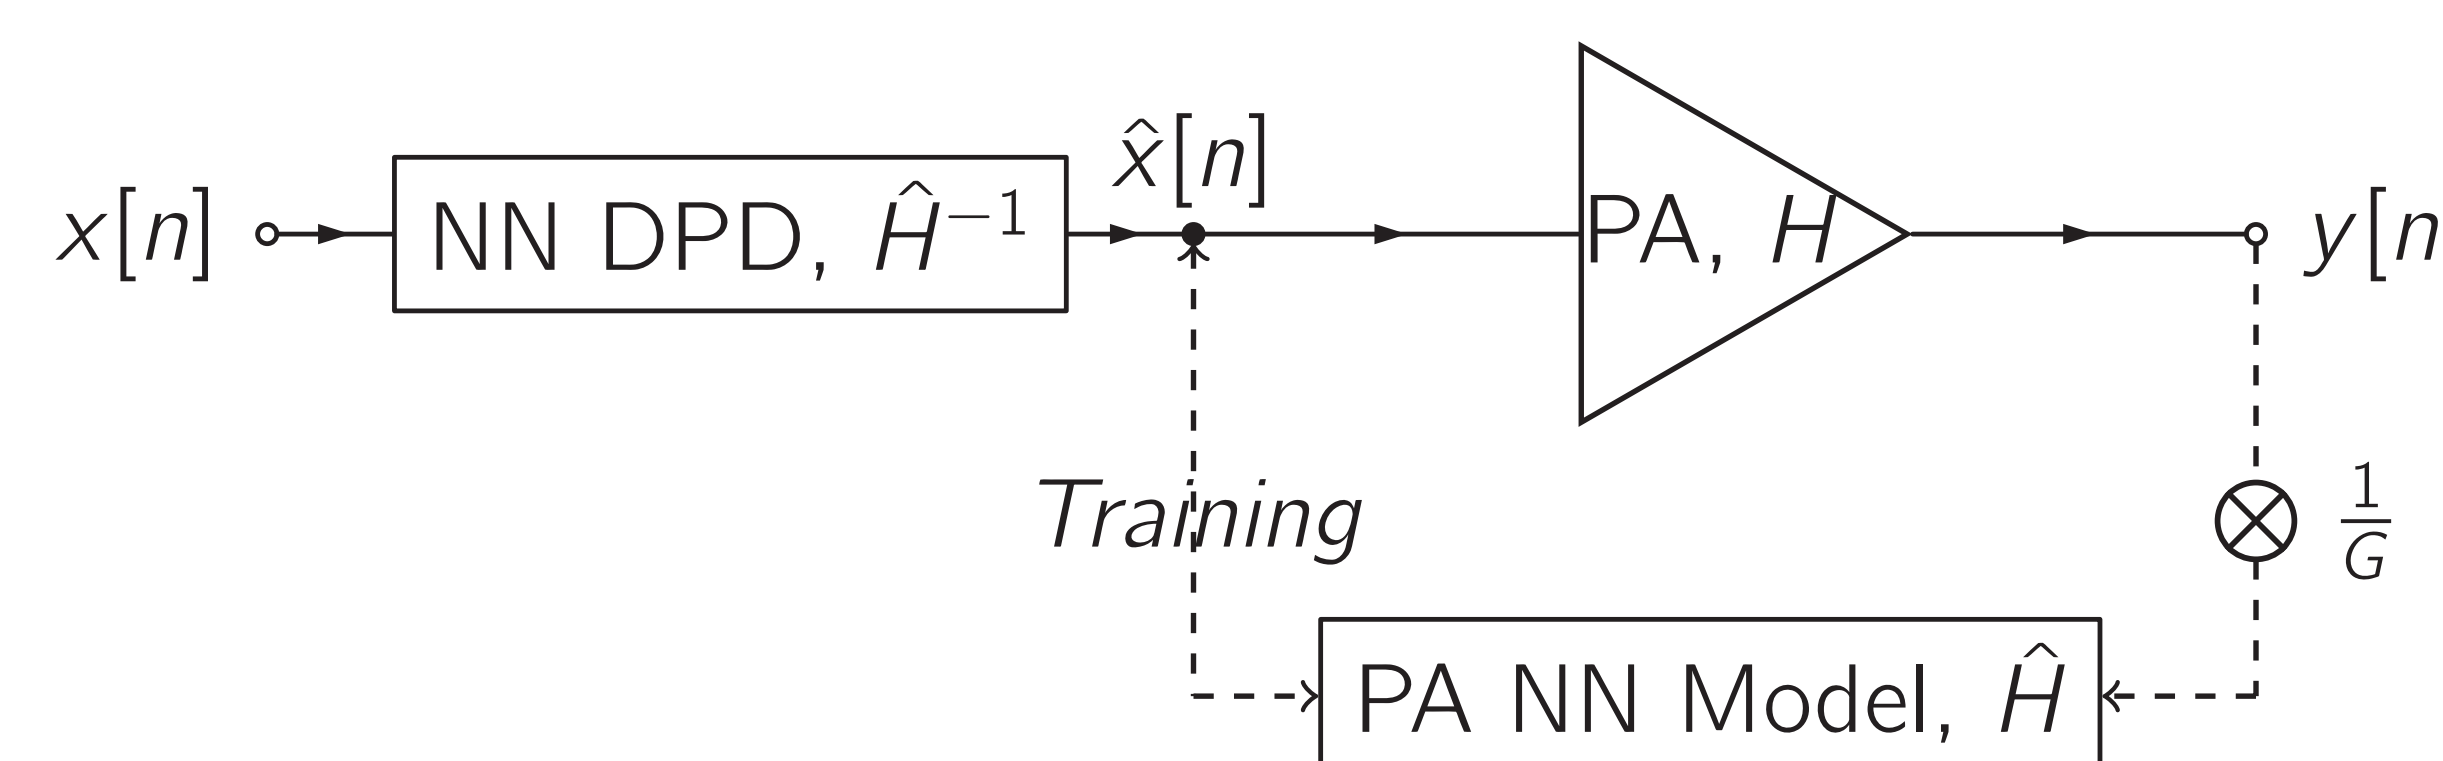 x[n]
NN DPD, Ĥ⁻¹
x̂[n]
PA, H
y[n
Training
1/G
PA NN Model, Ĥ